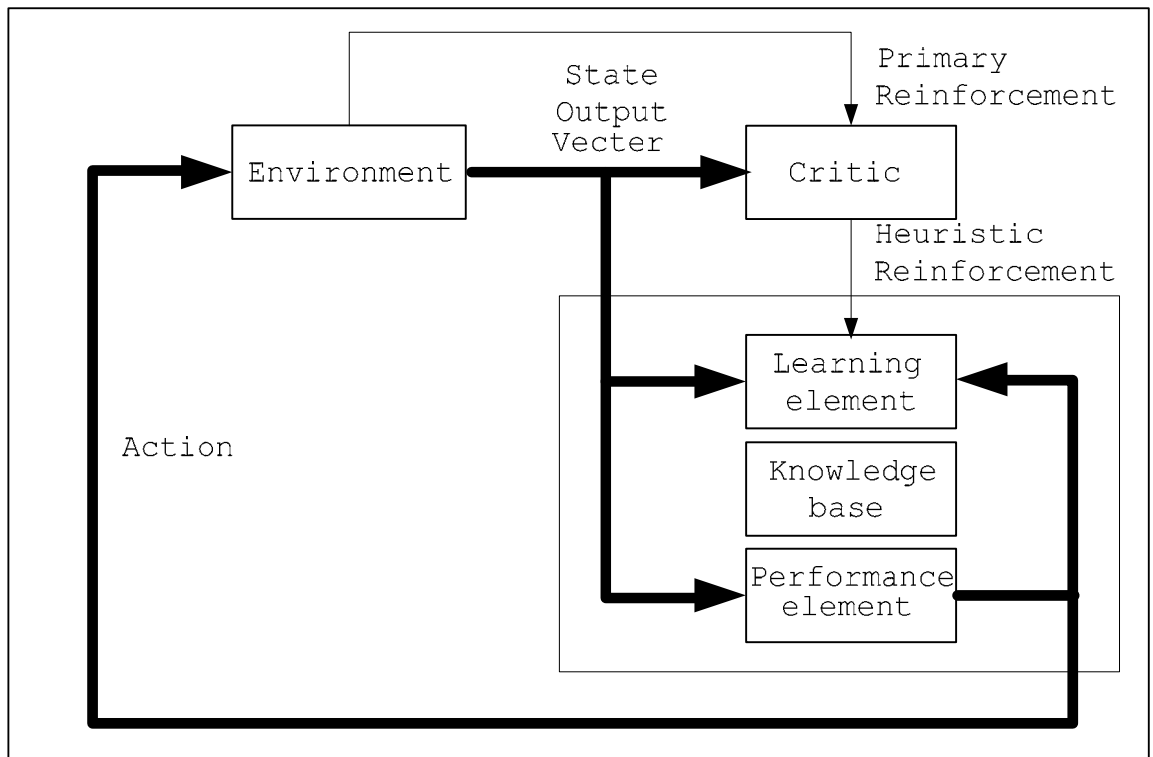 State
Output
Vecter
Primary
Reinforcement
Environment
Critic
Heuristic
Reinforcement
Learning
element
Action
Knowledge
base
Performance
element